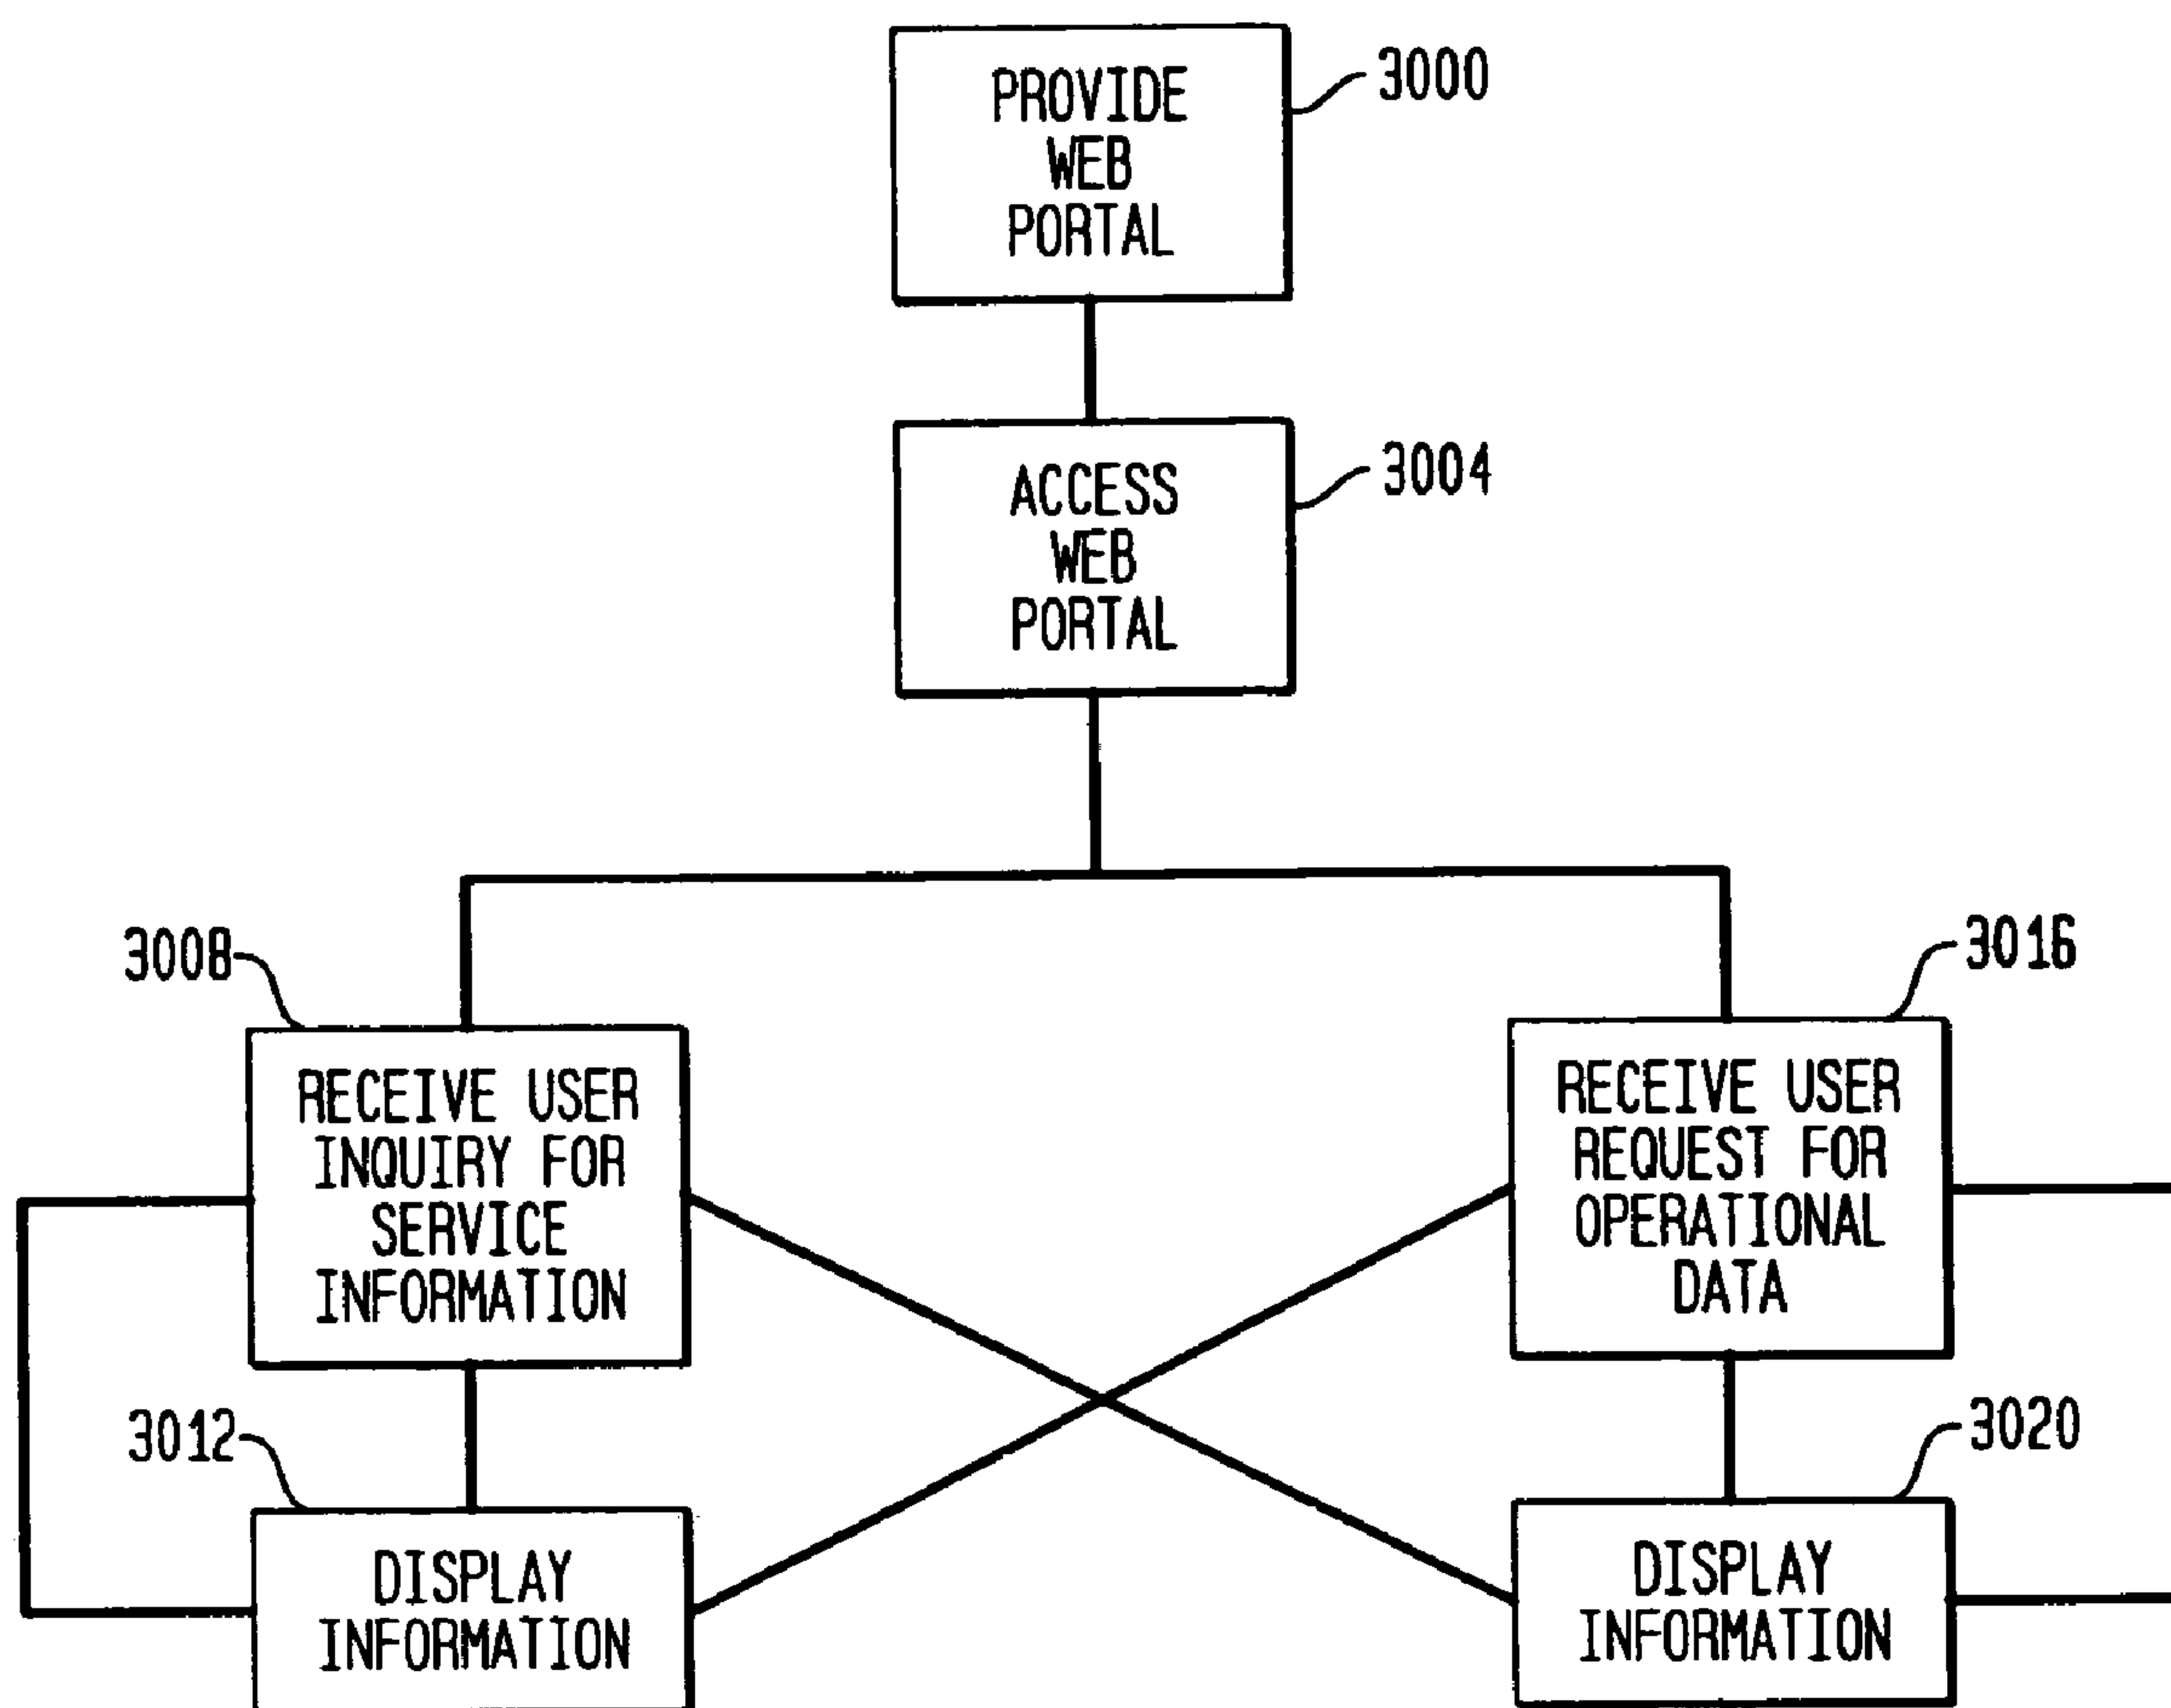 PROVIDE
WEB
PORTAL
3000
ACCESS
WEB
PORTAL
3004
3008
RECEIVE USER
INQUIRY FOR
SERVICE
INFORMATION
3016
RECEIVE USER
REQUEST FOR
OPERATIONAL
DATA
3012
DISPLAY
INFORMATION
3020
DISPLAY
INFORMATION